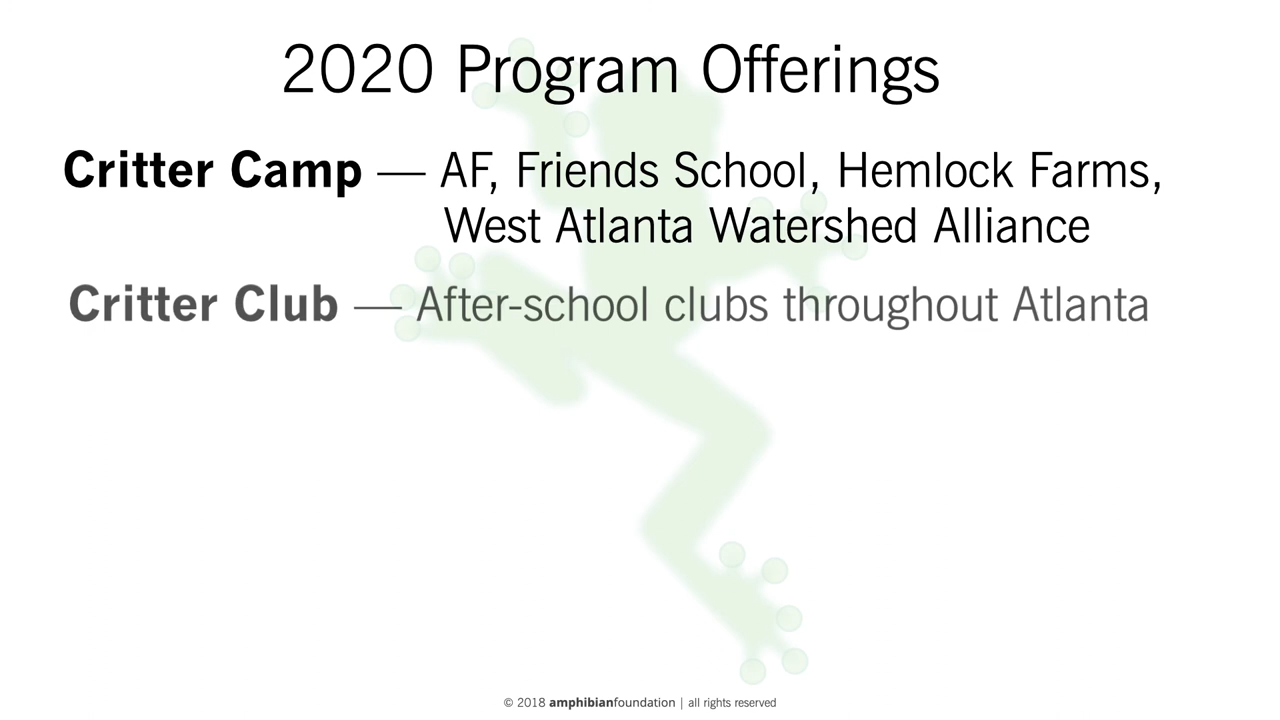 2020 Program Offerings
Critter Camp — AF, Friends School, Hemlock Farms,
West Atlanta Watershed Alliance
Critter Club — After-school clubs throughout Atlanta
© 2018 amphibianfoundation | all rights reserved